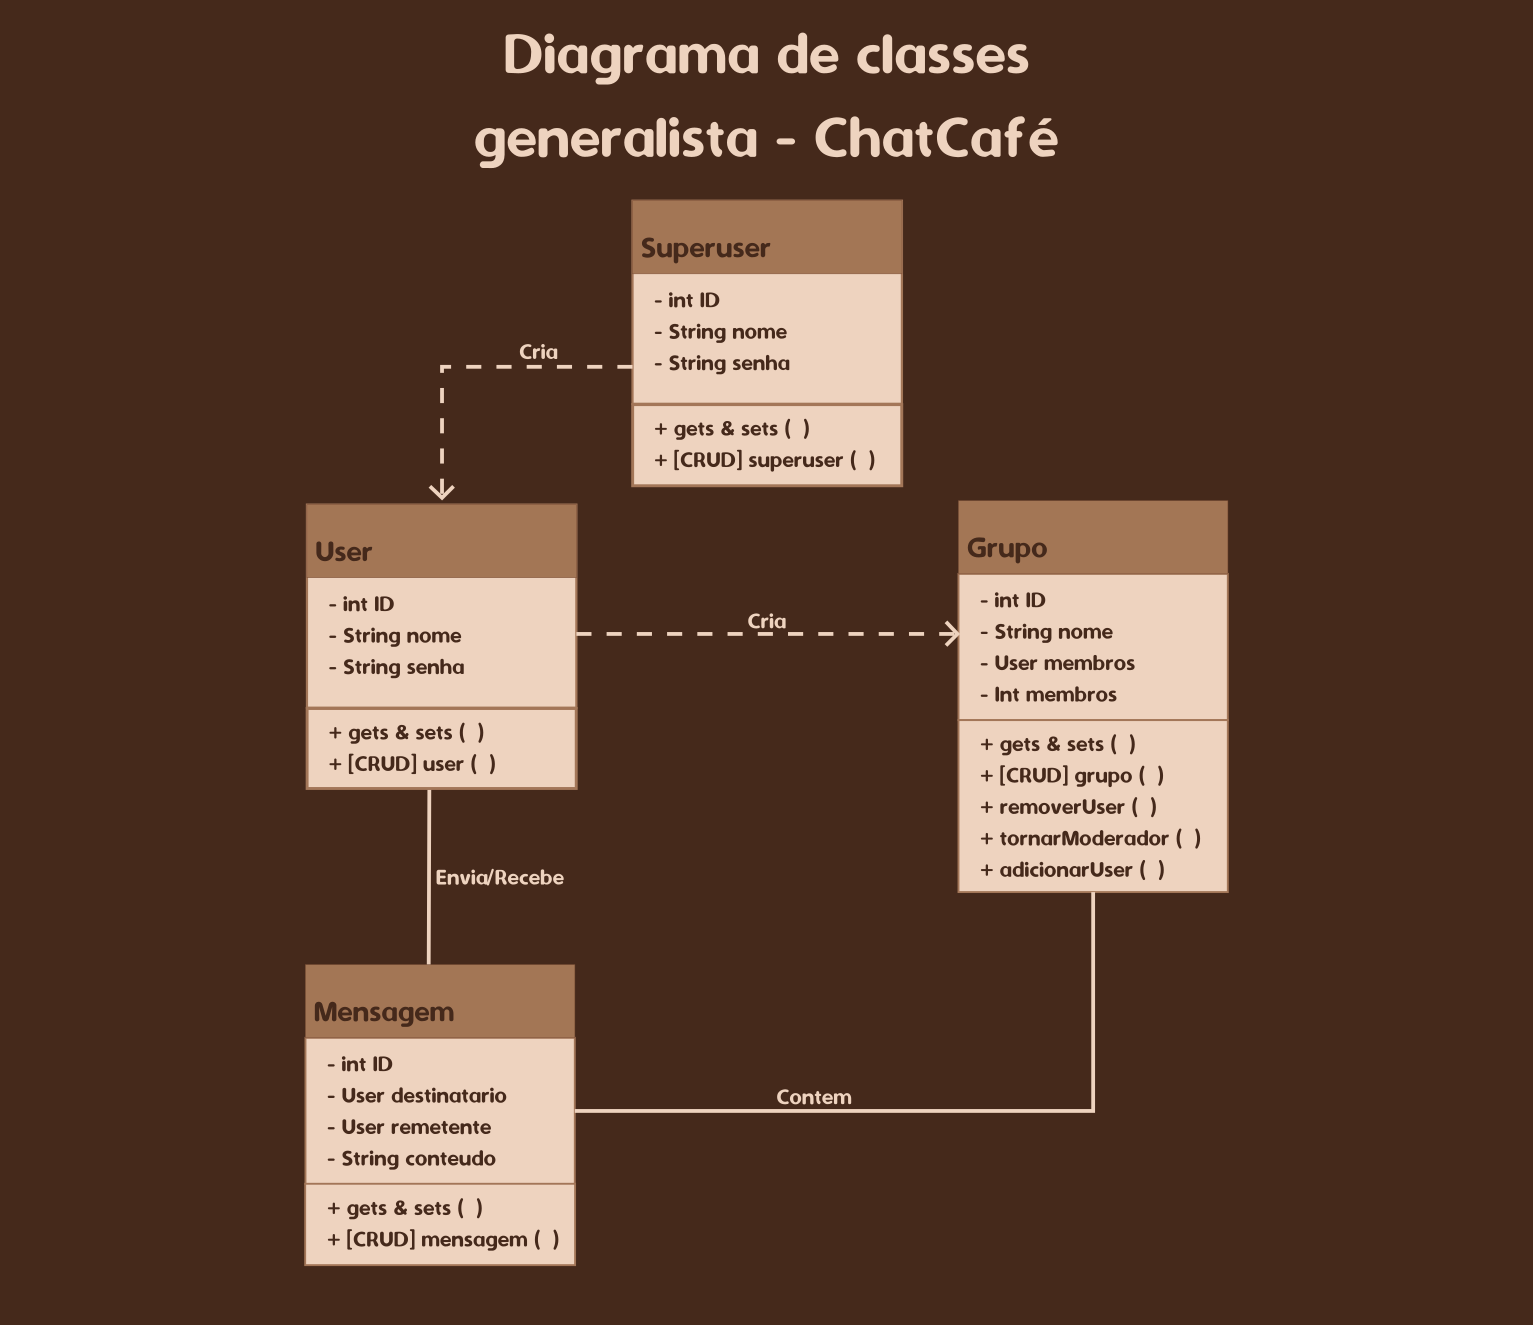 Diagrama de classes
generalista - ChatCafé
Superuser
- int ID
- String nome
- String senha
+ gets & sets (  )
+ [CRUD] superuser (  )
Cria
User
- int ID
- String nome
- String senha
+ gets & sets (  )
+ [CRUD] user (  )
Cria
Grupo
- int ID
- String nome
- User membros
- Int membros
+ gets & sets (  )
+ [CRUD] grupo (  )
+ removerUser (  )
+ tornarModerador (  )
+ adicionarUser (  )
Envia/Recebe
Mensagem
- int ID
- User destinatario
- User remetente
- String conteudo
+ gets & sets (  )
+ [CRUD] mensagem (  )
Contem